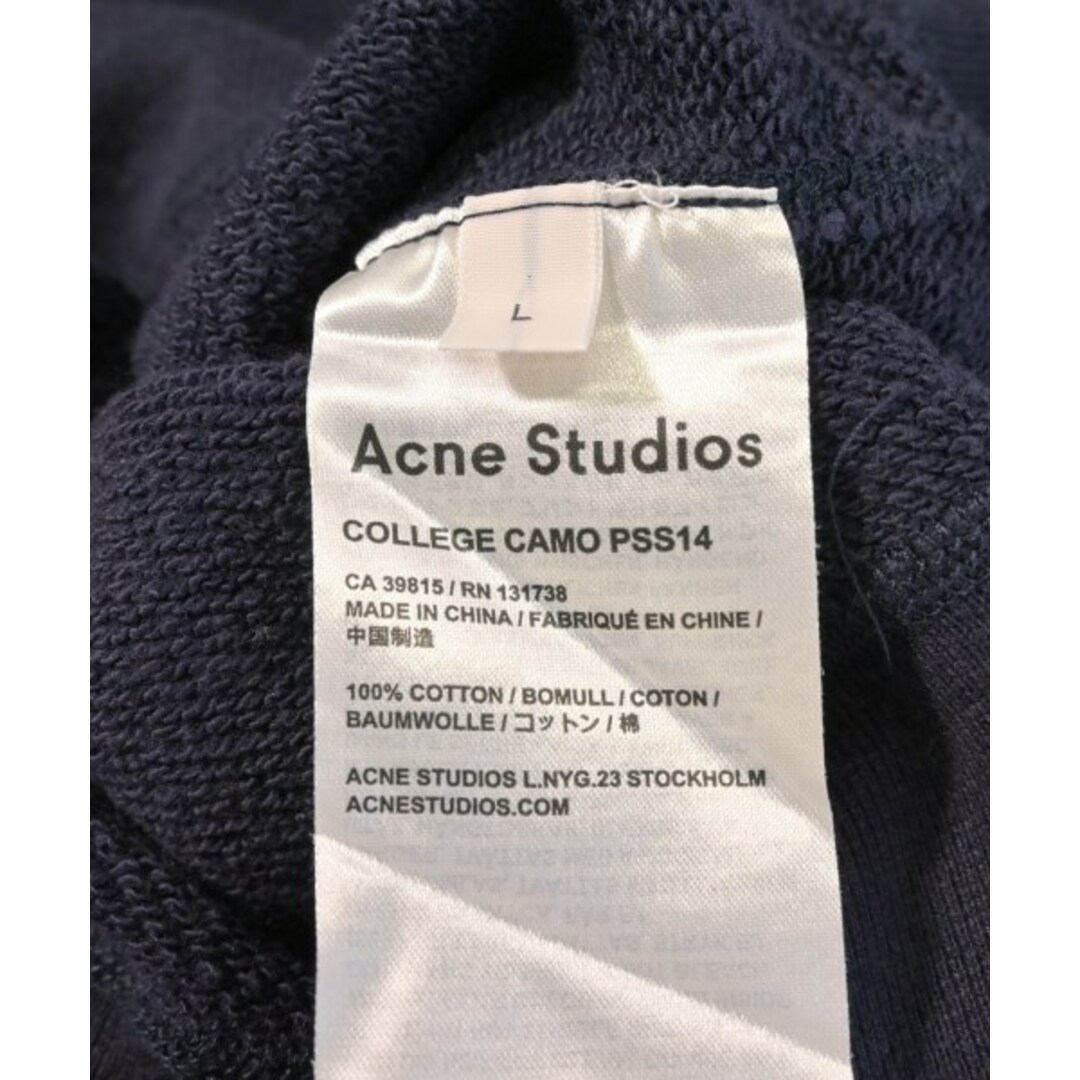 L
Acne Studios
COLLEGE CAMO PSS14
CA 39815 / RN 131738
MADE IN CHINA / FABRIQUÉ EN CHINE /
中国制造
100% COTTON / BOMULL / COTON /
BAUMWOLLE / コットン / 棉
ACNE STUDIOS L.NYG.23 STOCKHOLM
ACNESTUDIOS.COM